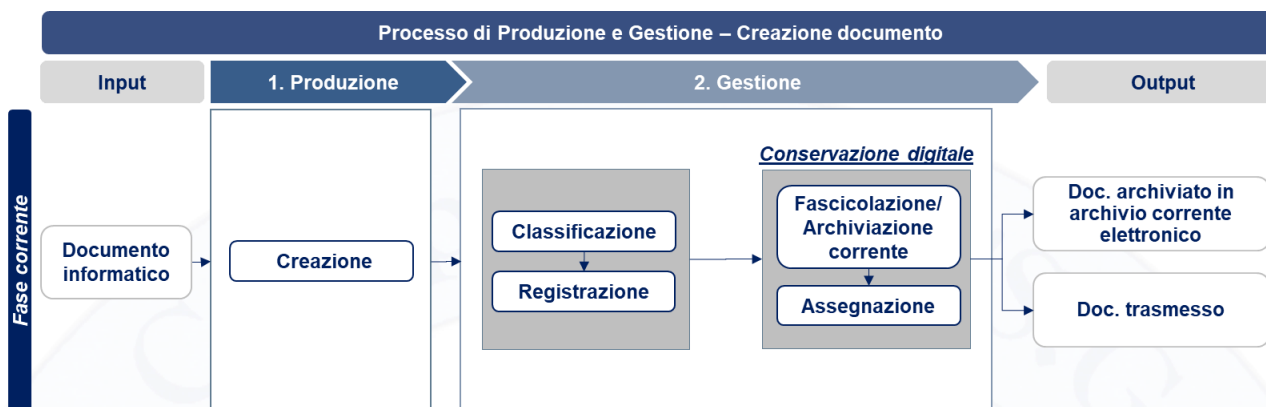 Processo di Produzione e Gestione – Creazione documento
Input
1. Produzione
2. Gestione
Output
Fase corrente
Documento
informatico
Creazione
Classificazione
Registrazione
Conservazione digitale
Fascicolazione/
Archiviazione
corrente
Assegnazione
Doc. archiviato in
archivio corrente
elettronico
Doc. trasmesso